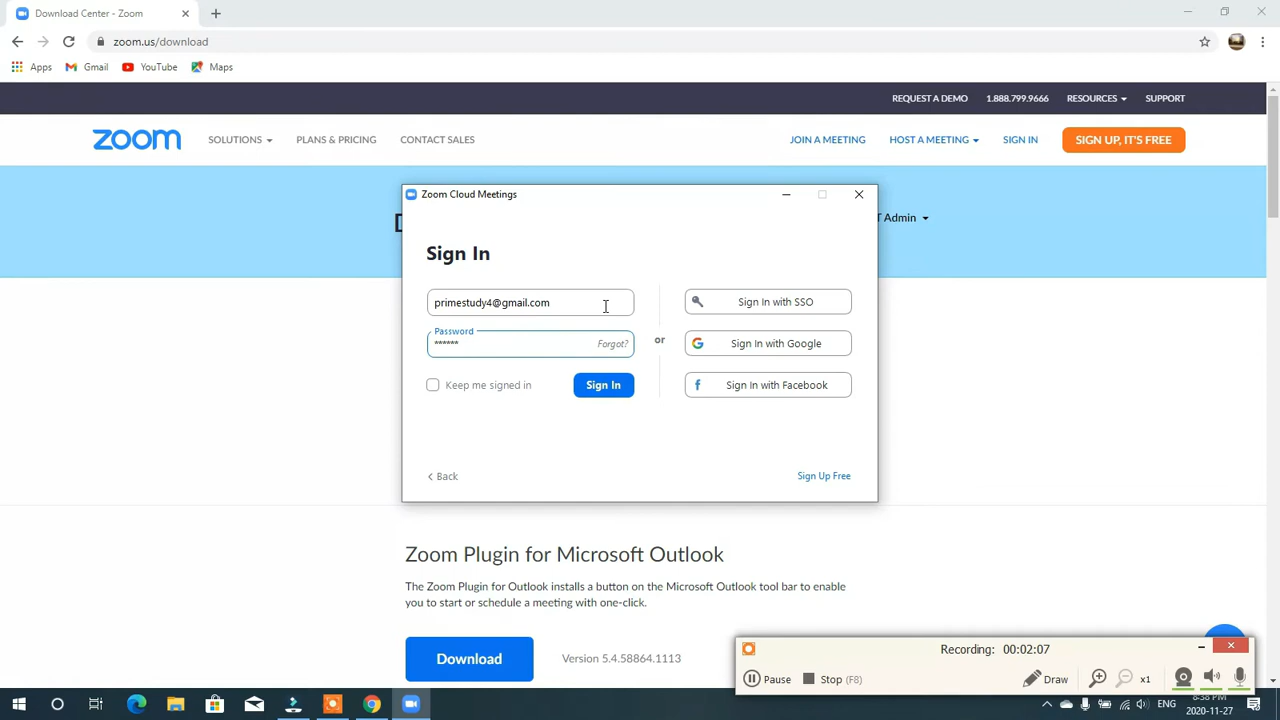 Download Center - Zoom
zoom.us/download
Apps Gmail YouTube Maps
REQUEST A DEMO 1.888.799.9666 RESOURCES SUPPORT
zoom SOLUTIONS PLANS & PRICING CONTACT SALES JOIN A MEETING HOST A MEETING SIGN IN SIGN UP, IT'S FREE
Zoom Cloud Meetings
D
T Admin
Sign In
primestudy4@gmail.com
Sign In with SSO
Password
****** Forgot?
or
Sign In with Google
Keep me signed in Sign In
Sign In with Facebook
< Back
Sign Up Free
Zoom Plugin for Microsoft Outlook
The Zoom Plugin for Outlook installs a button on the Microsoft Outlook tool bar to enable
you to start or schedule a meeting with one-click.
Download Version 5.4.58864.1113
Recording: 00:02:07
Pause Stop (F8) Draw x1
ENG
8:38 PM
2020-11-27